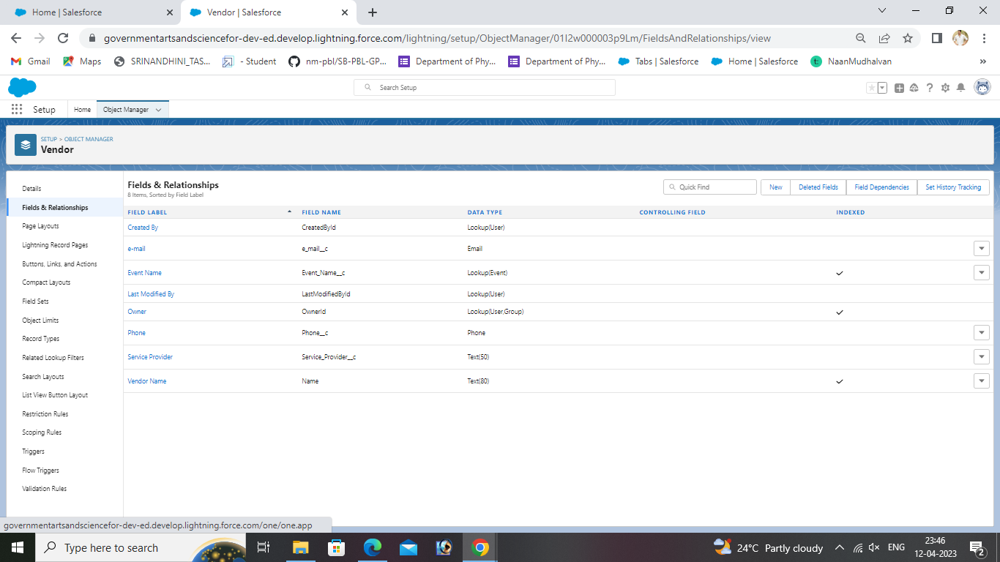 Home | Salesforce
Vendor | Salesforce
governmentartsandsciencefor-dev-ed.develop.lightning.force.com/lightning/setup/ObjectManager/01I2w000003p9Lm/FieldsAndRelationships/view
Gmail Maps SRINANDHINI_TAS... - Student nm-pbl/SB-PBL-GP... Department of Phy... Department of Phy... Tabs | Salesforce Home | Salesforce t NaanMudhalvan »
Search Setup
Setup Home Object Manager
SETUP > OBJECT MANAGER
Vendor
Details
Fields & Relationships
Page Layouts
Lightning Record Pages
Buttons, Links, and Actions
Compact Layouts
Field Sets
Object Limits
Record Types
Related Lookup Filters
Search Layouts
List View Button Layout
Restriction Rules
Scoping Rules
Triggers
Flow Triggers
Validation Rules
Fields & Relationships
8 Items, Sorted by Field Label
Quick Find New Deleted Fields Field Dependencies Set History Tracking
FIELD LABEL FIELD NAME DATA TYPE CONTROLLING FIELD INDEXED
Created By CreatedById Lookup(User)
e-mail e_mail__c Email
Event Name Event_Name__c Lookup(Event)
Last Modified By LastModifiedById Lookup(User)
Owner OwnerId Lookup(User,Group)
Phone Phone__c Phone
Service Provider Service_Provider__c Text(50)
Vendor Name Name Text(80)
governmentartsandsciencefor-dev-ed.develop.lightning.force.com/one/one.app
Type here to search
24°C Partly cloudy
ENG
23:46
12-04-2023
2